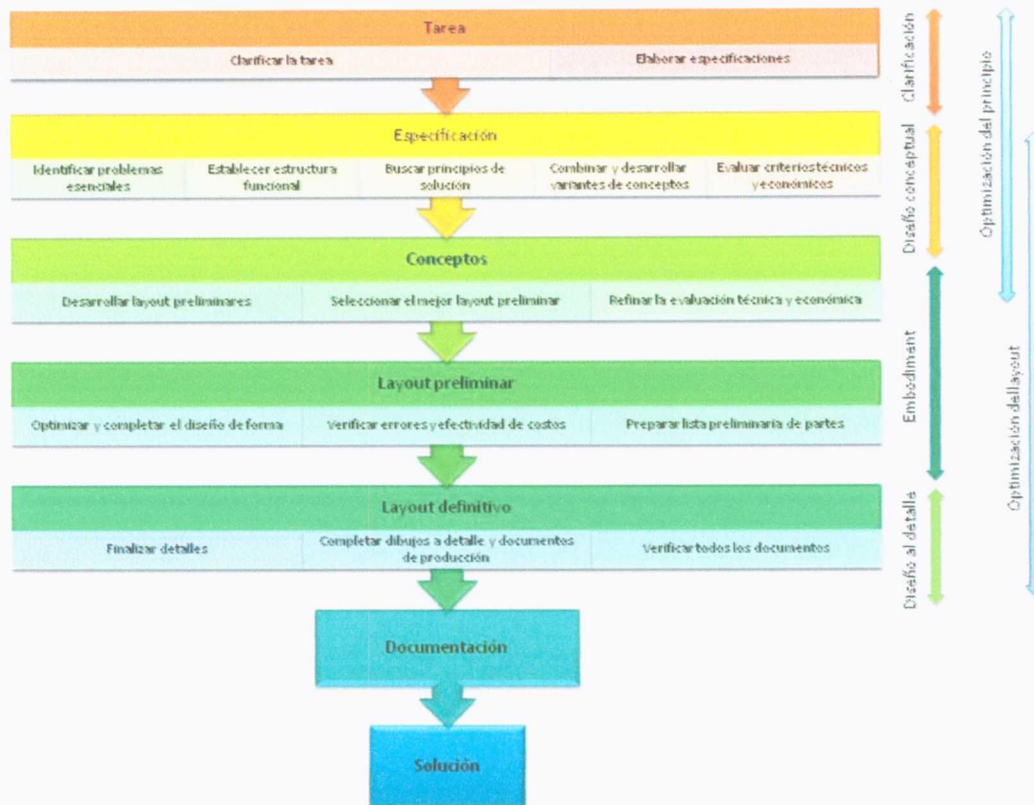 Tarea
Clarificar la tarea
Elaborar especificaciones
Especificación
Identificar problemas
esenciales
Establecer estructura
funcional
Buscar principios de
solución
Combinar y desarrollar
variantes de conceptos
Evaluar criterios técnicos
y económicos
Conceptos
Desarrollar layout preliminares
Seleccionar el mejor layout preliminar
Refinar la evaluación técnica y económica
Layout preliminar
Optimizar y completar el diseño de forma
Verificar errores y efectividad de costos
Preparar lista preliminaria de partes
Layout definitivo
Finalizar detalles
Completar dibujos a detalle y documentos
de producción
Verificar todos los documentos
Documentación
Solución
Clarificación
Diseño conceptual
Embodiment
Diseño al detalle
Optimización del principio
Optimización del layout